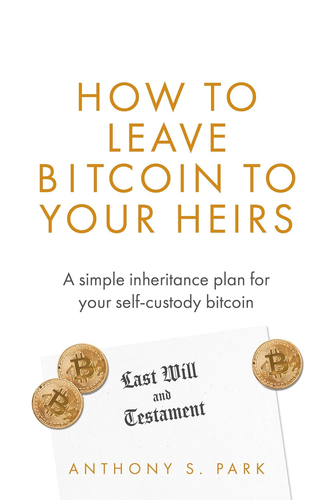 HOW TO
LEAVE
BITCOIN TO
YOUR HEIRS
A simple inheritance plan for
your self-custody bitcoin
Last Will
and
Testament
ANTHONY S. PARK